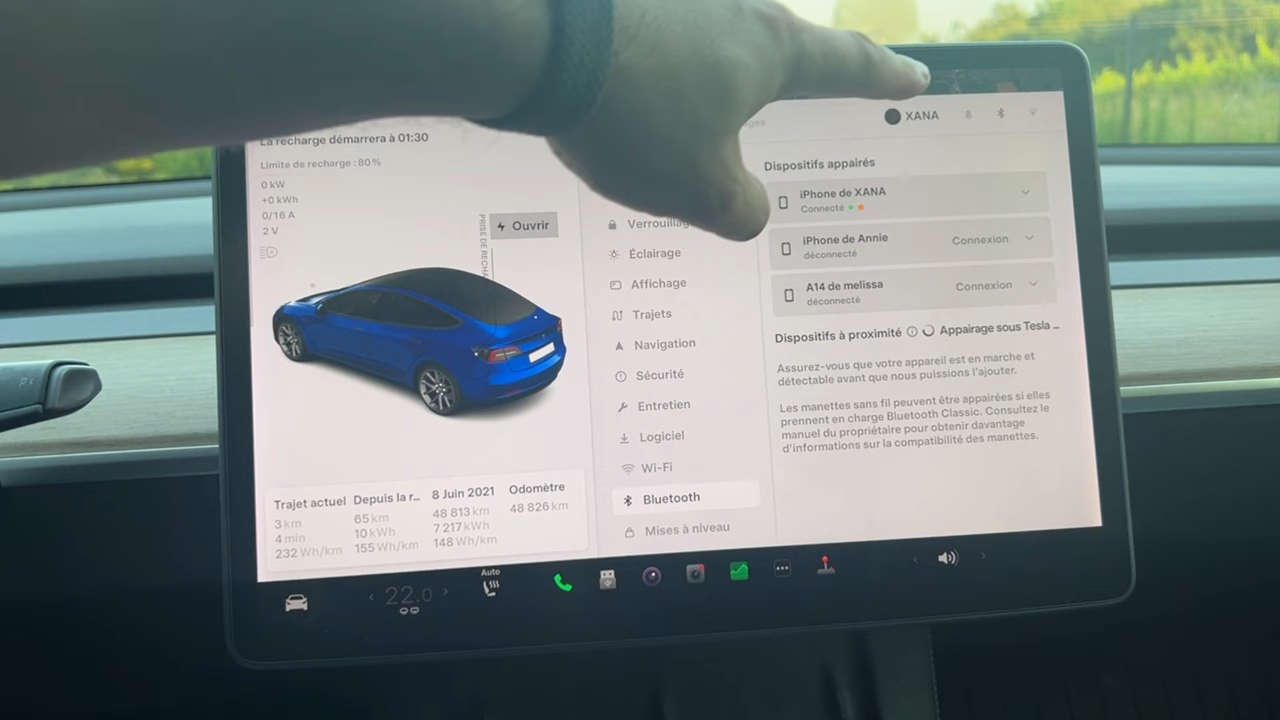 La recharge démarrera à 01:30
Limite de recharge : 80 %
0 kW
+0 kWh
0/16 A
2 V
PRISE DE RECHA
Ouvrir
Trajet actuel
3 km
4 min
232 Wh/km
Depuis la r...
65 km
10 kWh
155 Wh/km
8 Juin 2021
48 813 km
7 217 kWh
148 Wh/km
Odomètre
48 826 km
Verrouillag
Éclairage
Affichage
Trajets
Navigation
Sécurité
Entretien
Logiciel
Wi-Fi
Bluetooth
Mises à niveau
XANA
Dispositifs appairés
iPhone de XANA
Connecté
iPhone de Annie
déconnecté
Connexion
A14 de melissa
déconnecté
Connexion
Dispositifs à proximité
Appairage sous Tesla ...
Assurez-vous que votre appareil est en marche et
détectable avant que nous puissions l'ajouter.
Les manettes sans fil peuvent être appairées si elles
prennent en charge Bluetooth Classic. Consultez le
manuel du propriétaire pour obtenir davantage
d'informations sur la compatibilité des manettes.
22.0
Auto
P